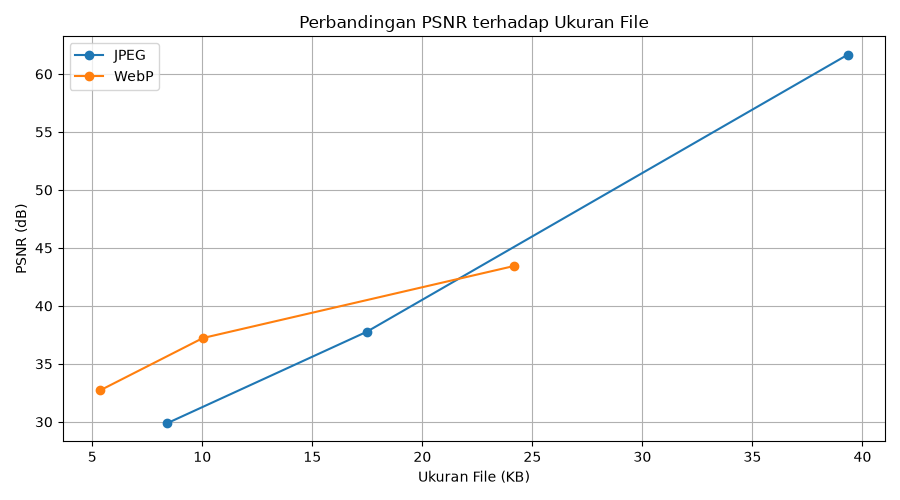 Perbandingan PSNR terhadap Ukuran File
JPEG
WebP
60
55
50
45
40
35
30
PSNR (dB)
5 10 15 20 25 30 35 40
Ukuran File (KB)